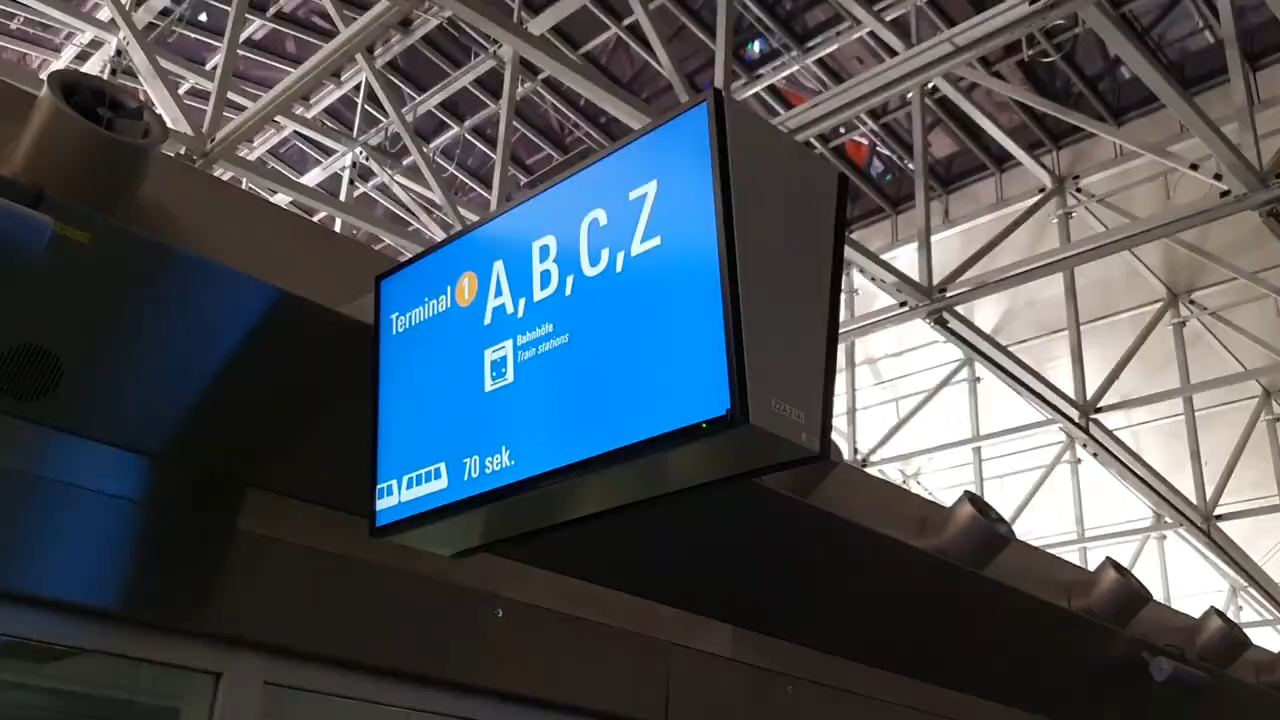 Terminal 1 A,B,C,Z
Bahnhöfe
Train stations
70 sek.